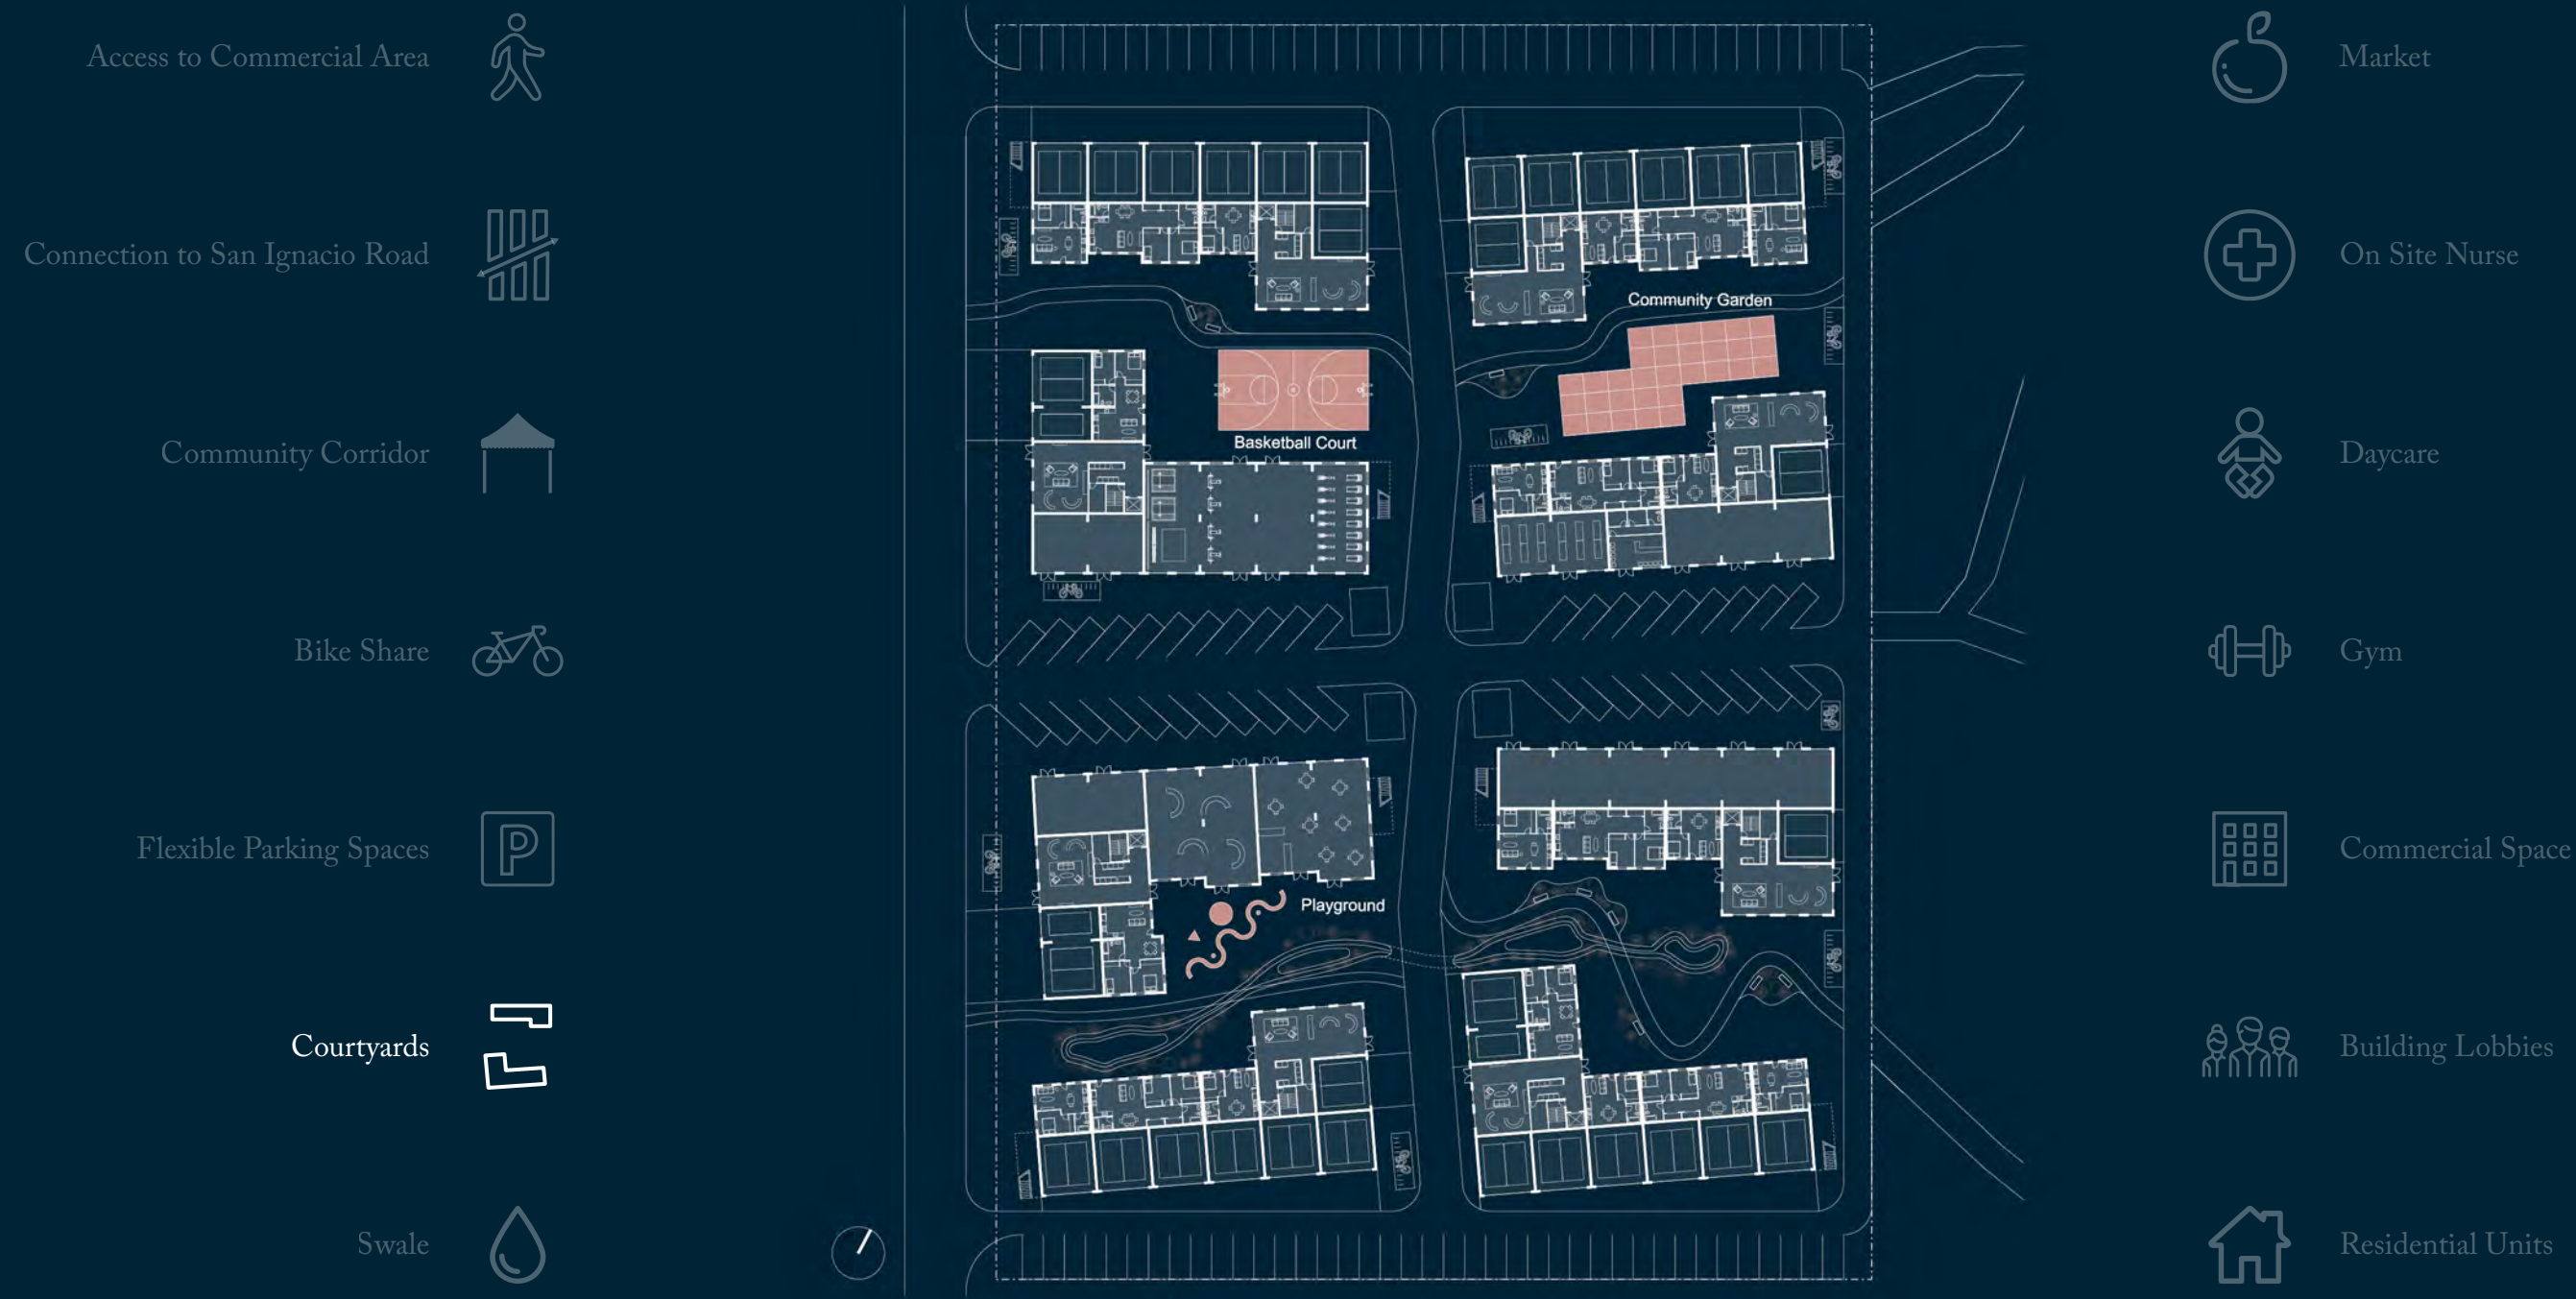 Access to Commercial Area
Connection to San Ignacio Road
Community Corridor
Bike Share
Flexible Parking Spaces
P
Courtyards
Swale
Community Garden
Basketball Court
Playground
Market
On Site Nurse
Daycare
Gym
Commercial Space
Building Lobbies
Residential Units